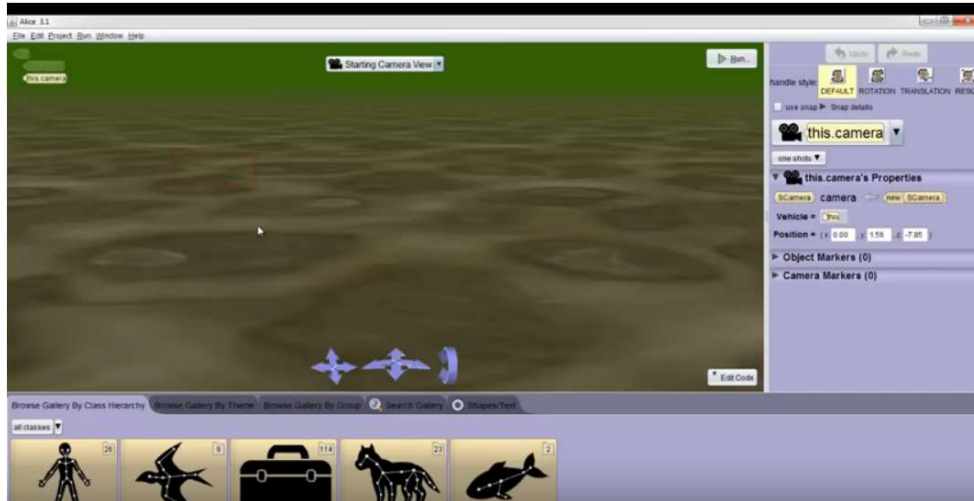 Alice 3.1
File Edit Project Run Window Help
this.camera
Starting Camera View
Run...
Undo Redo
handle style
DEFAULT ROTATION TRANSLATION
use snap Snap details
this.camera
one shots
this.camera's Properties
SCamera camera new SCamera
Vehicle = this
Position = (x: 0.00 , y: 1.56 , z: -7.85 )
Object Markers (0)
Camera Markers (0)
Edit Code
Browse Gallery By Class Hierarchy Browse Gallery By Theme Browse Gallery By Group Search Gallery Shapes/Text
all classes
26 9 114 23 2